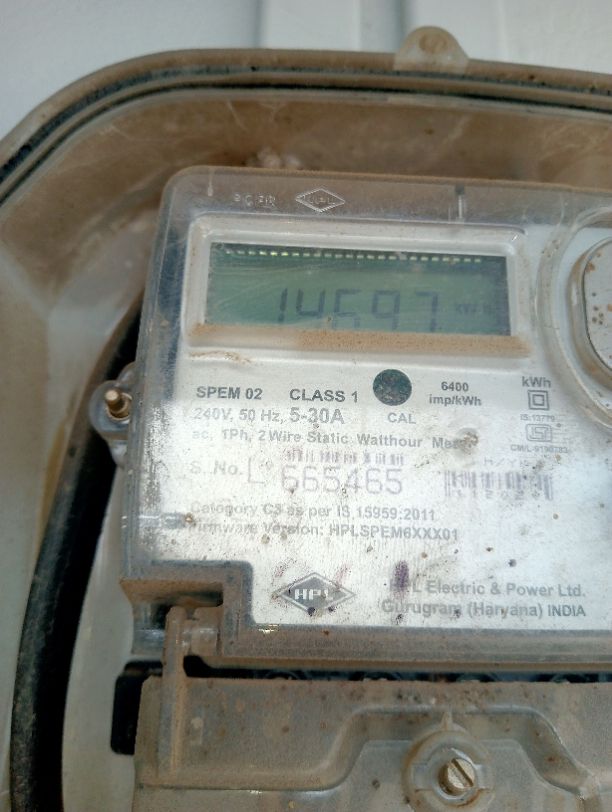 14697
SPEM 02 CLASS 1
6400
imp/kWh
kWh
240V, 50 Hz, 5-30A
CAL
IS:13779
ac, 1Ph, 2 Wire Static Watthour
S. No. L 665465
Category C3 as per IS 15959:2011
Firmware Version: HPLSPEM6XXX01
HPL
Electric & Power Ltd.
Gurugram (Haryana) INDIA